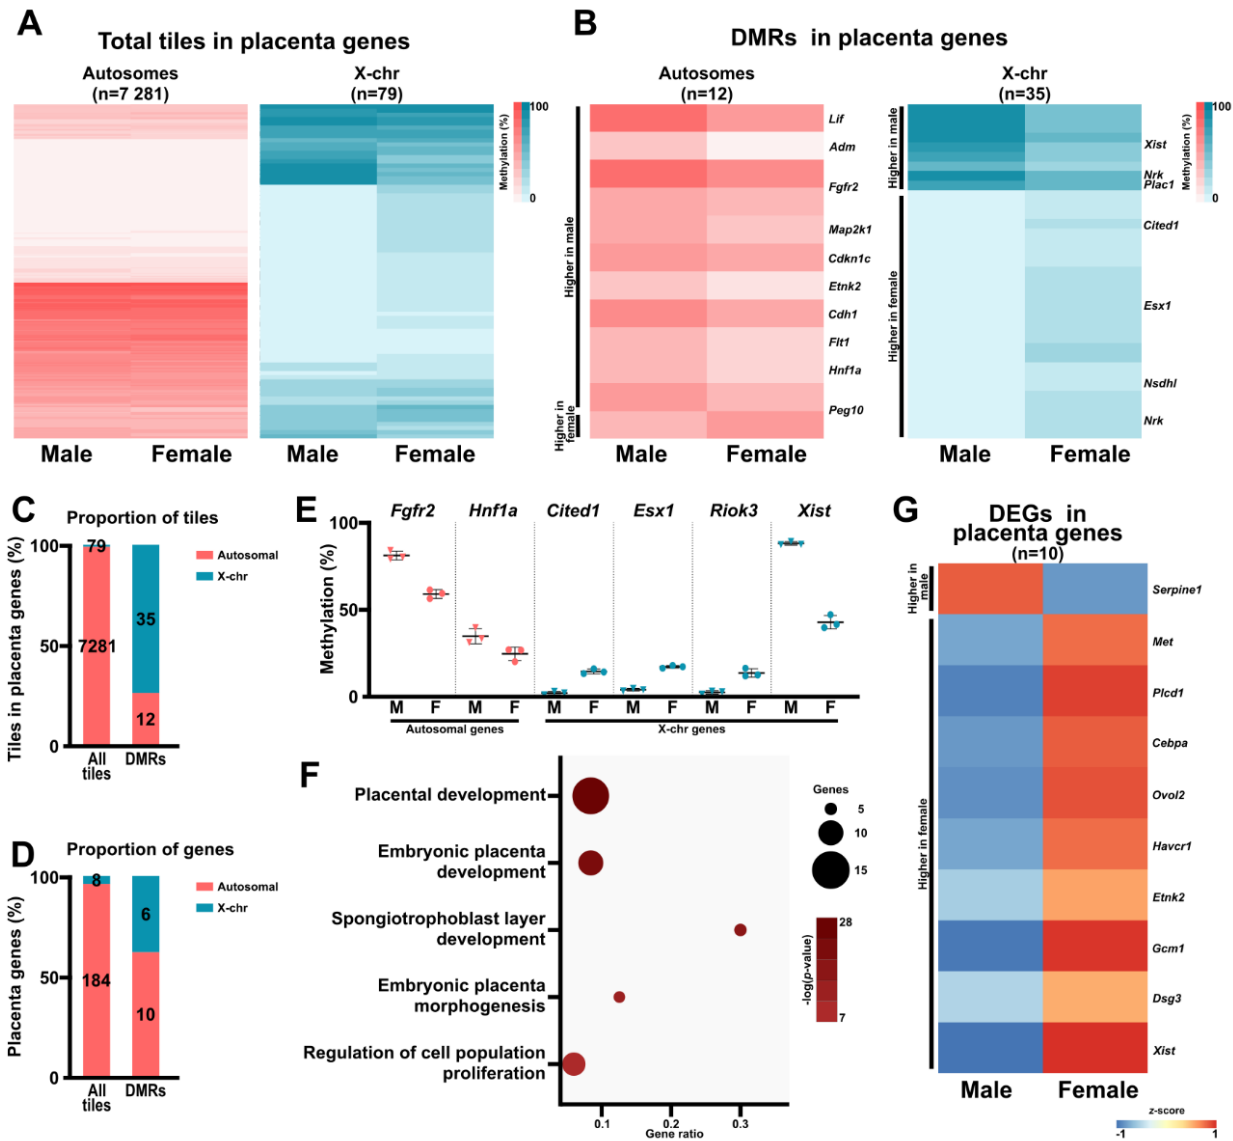 A
Total tiles in placenta genes
Autosomes
(n=7 281)
X-chr
(n=79)
100
Methylation (%)
0
Male
Female
Male
Female
B
DMRs in placenta genes
Autosomes
(n=12)
X-chr
(n=35)
Higher in male
Higher in
female
Lif
Adm
Fgfr2
Map2k1
Cdkn1c
Etnk2
Cdh1
Flt1
Hnf1a
Peg10
Male
Female
Higher in male
Higher in female
Xist
Nrk
Plac1
Cited1
Esx1
Nsdhl
Nrk
Male
Female
100
Methylation (%)
0
C
Proportion of tiles
Tiles in placenta genes (%)
100
50
0
79
7281
35
12
All
tiles
DMRs
Autosomal
X-chr
D
Proportion of genes
Placenta genes (%)
100
50
0
8
184
6
10
All
tiles
DMRs
Autosomal
X-chr
E
Fgfr2
Hnf1a
Cited1
Esx1
Riok3
Xist
Methylation (%)
100
50
0
M F M F M F M F M F M F
Autosomal genes
X-chr genes
F
Placental development
Embryonic placenta
development
Spongiotrophoblast layer
development
Embryonic placenta
morphogenesis
Regulation of cell population
proliferation
0.1
0.2
0.3
Gene ratio
Genes
5
10
15
-log(p-value)
28
7
G
DEGs in
placenta genes
(n=10)
Higher in
male
Higher in female
Serpine1
Met
Plcd1
Cebpa
Ovol2
Havcr1
Etnk2
Gcm1
Dsg3
Xist
Male
Female
z-score
-1
1